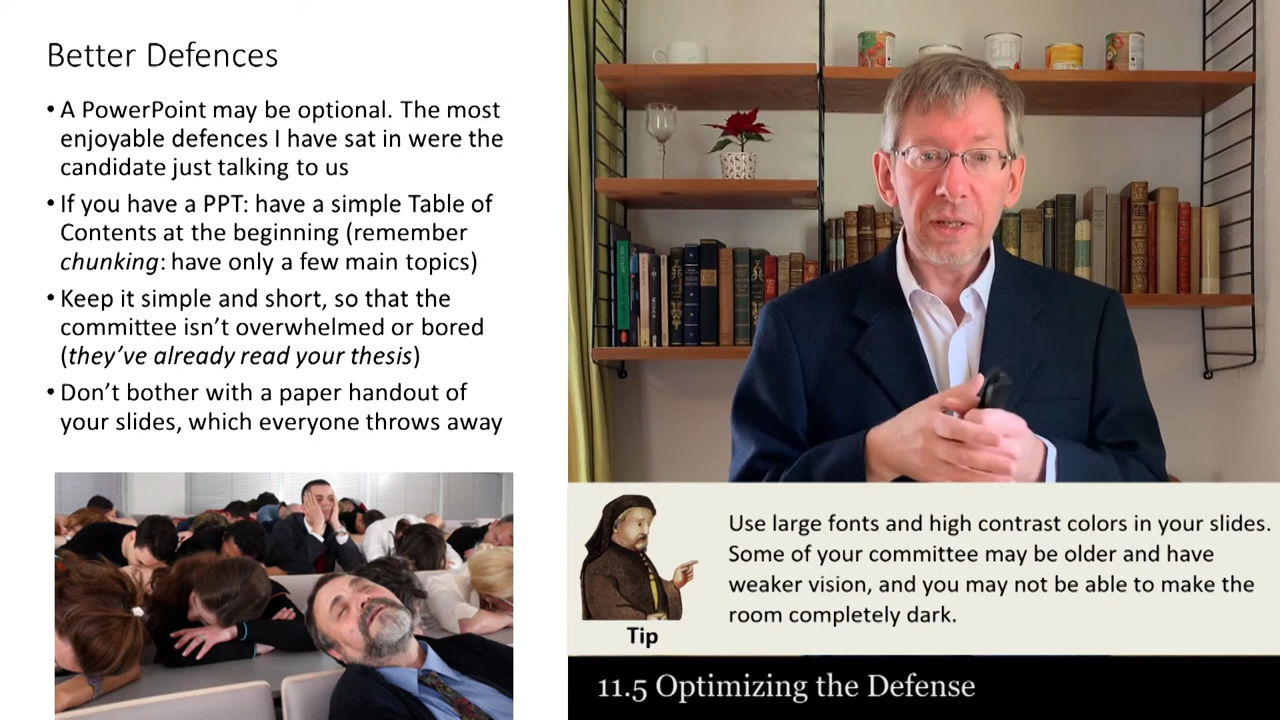 Better Defences
• A PowerPoint may be optional. The most
enjoyable defences I have sat in were the
candidate just talking to us
• If you have a PPT: have a simple Table of
Contents at the beginning (remember
chunking: have only a few main topics)
• Keep it simple and short, so that the
committee isn’t overwhelmed or bored
(they’ve already read your thesis)
• Don’t bother with a paper handout of
your slides, which everyone throws away
Use large fonts and high contrast colors in your slides.
Some of your committee may be older and have
weaker vision, and you may not be able to make the
room completely dark.
Tip
11.5 Optimizing the Defense